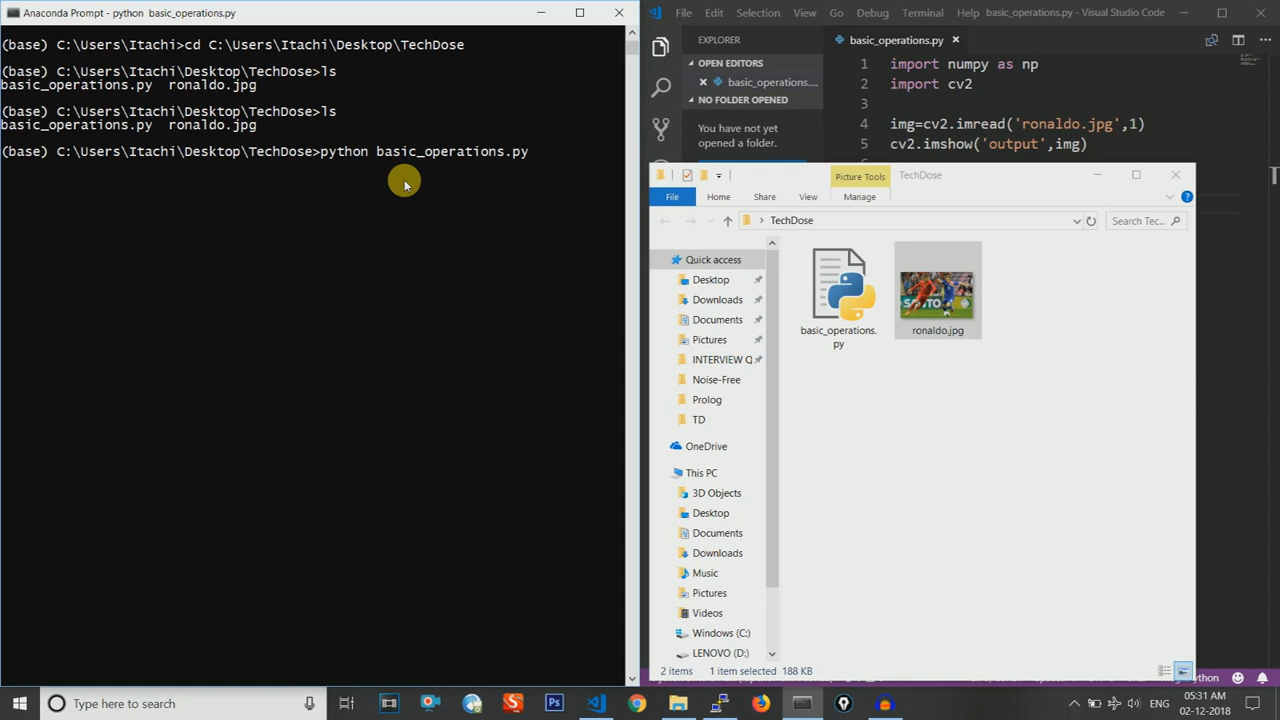 Anaconda Prompt - python  basic_operations.py
(base) C:\Users\Itachi>cd C:\Users\Itachi\Desktop\TechDose
(base) C:\Users\Itachi\Desktop\TechDose>ls
basic_operations.py  ronaldo.jpg
(base) C:\Users\Itachi\Desktop\TechDose>ls
basic_operations.py  ronaldo.jpg
(base) C:\Users\Itachi\Desktop\TechDose>python basic_operations.py
File Edit Selection View Go Debug Terminal Help basic_operations.py - Visual Studio Code
EXPLORER
OPEN EDITORS
basic_operations....
NO FOLDER OPENED
You have not yet
opened a folder.
basic_operations.py
1 import numpy as np
2 import cv2
3
4 img=cv2.imread('ronaldo.jpg',1)
5 cv2.imshow('output',img)
Picture Tools
TechDose
File Home Share View Manage
TechDose
Search Tec...
Quick access
Desktop
Downloads
Documents
Pictures
INTERVIEW Q
Noise-Free
Prolog
TD
OneDrive
This PC
3D Objects
Desktop
Documents
Downloads
Music
Pictures
Videos
Windows (C:)
LENOVO (D:)
basic_operations.
py
SANTO
ronaldo.jpg
2 items 1 item selected 188 KB
Type here to search
Ps
ENG
05:31 AM
02-12-2018